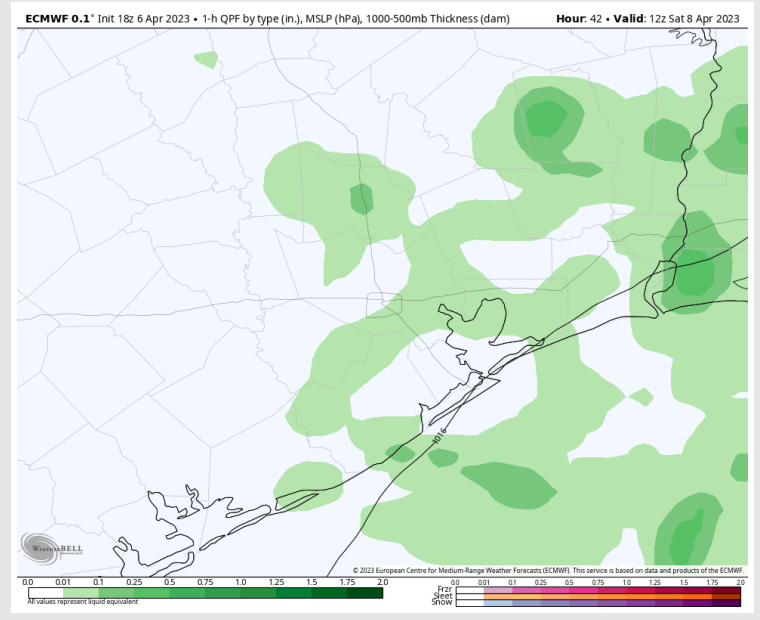 ECMWF 0.1° Init 18z 6 Apr 2023 • 1-h QPF by type (in.), MSLP (hPa), 1000-500mb Thickness (dam) Hour: 42 • Valid: 12z Sat 8 Apr 2023
1016
WeatherBELL
© 2023 European Centre for Medium-Range Weather Forecasts (ECMWF). This service is based on data and products of the ECMWF.
0.0 0.01 0.1 0.25 0.5 0.75 1.0 1.25 1.5 1.75 2.0
All values represent liquid equivalent
0.0 0.01 0.1 0.25 0.5 0.75 1.0 1.25 1.5 1.75 2.0
Frzr
Sleet
Snow